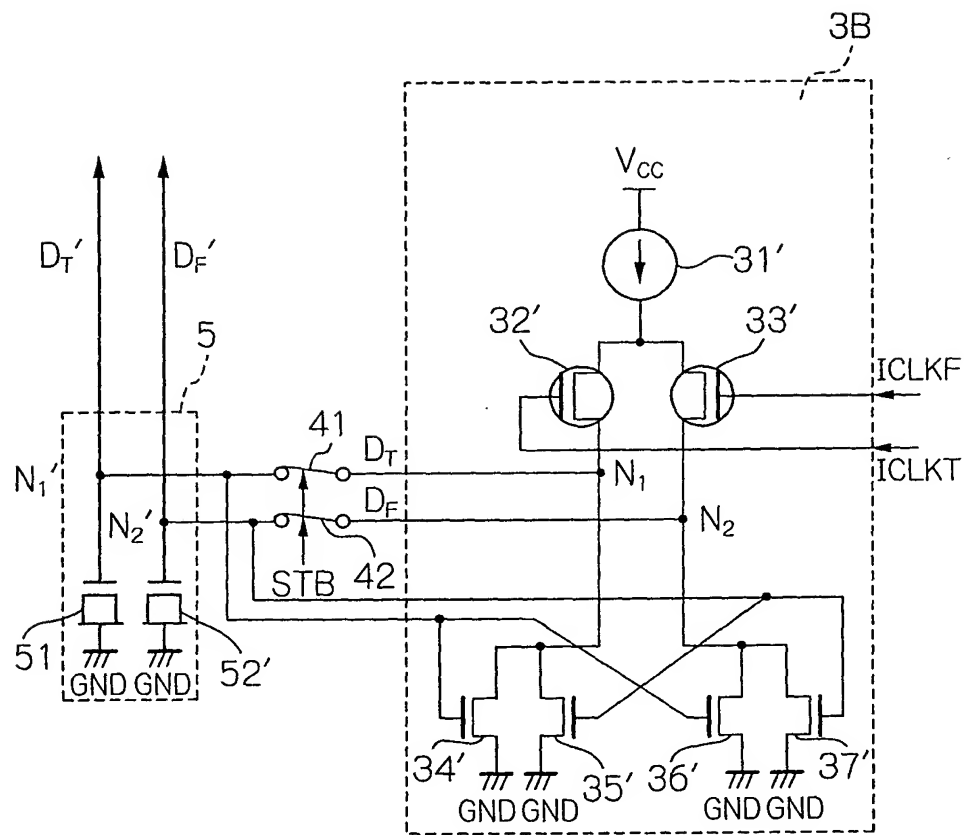 3B
V_CC
D_T′ D_F′
31′
32′ 33′
5
ICLKF
41 D_T
ICLKT
N_1′ N_1
D_F
N_2′ N_2
STB 42
51 52′
GND GND
34′ 35′ 36′ 37′
GND GND GND GND